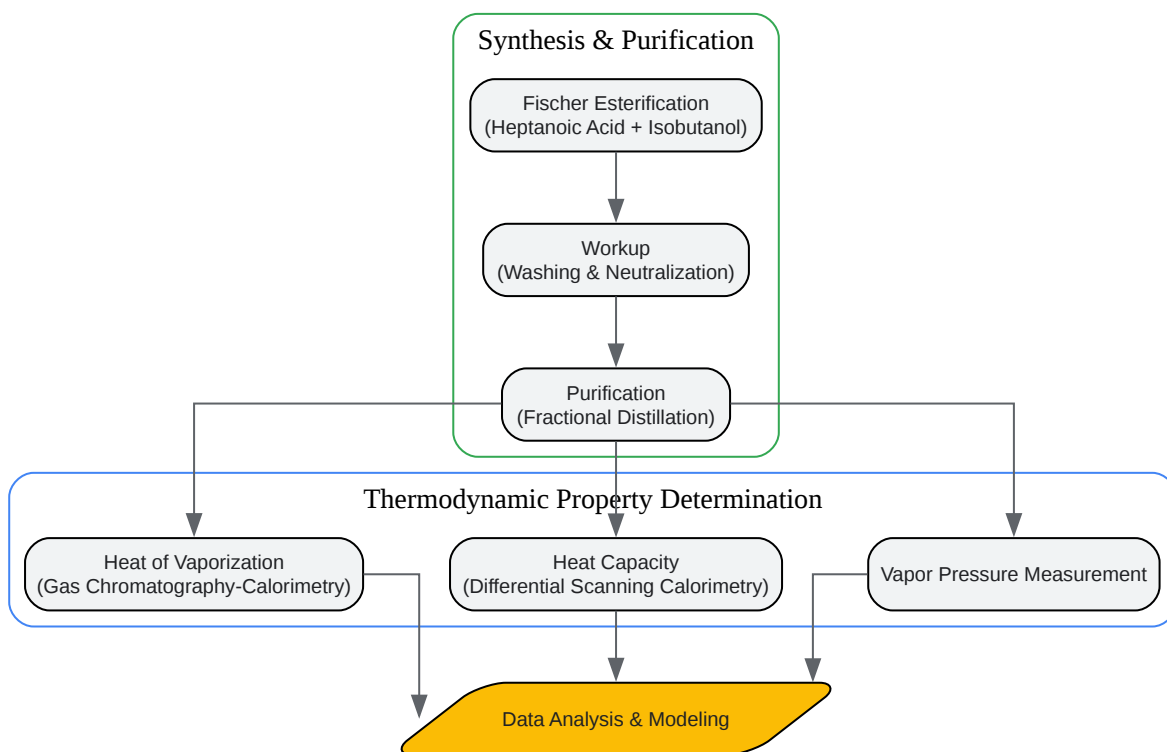 Synthesis & Purification
Fischer Esterification
(Heptanoic Acid + Isobutanol)
Workup
(Washing & Neutralization)
Purification
(Fractional Distillation)
Thermodynamic Property Determination
Heat of Vaporization
(Gas Chromatography-Calorimetry)
Heat Capacity
(Differential Scanning Calorimetry)
Vapor Pressure Measurement
Data Analysis & Modeling